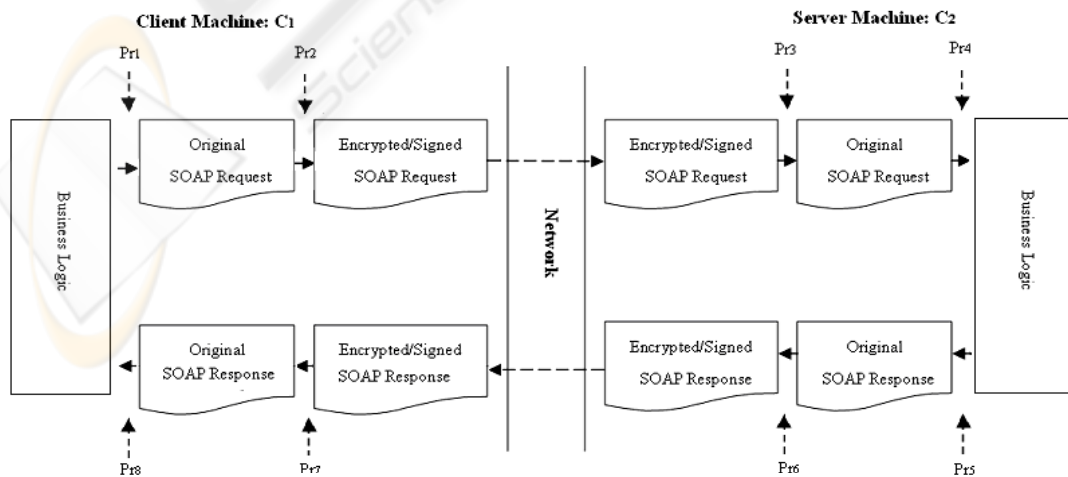 Client Machine: C1
Server Machine: C2
Pr1
Pr2
Pr3
Pr4
Original
SOAP Request
Encrypted/Signed
SOAP Request
Encrypted/Signed
SOAP Request
Original
SOAP Request
Business Logic
Network
Business Logic
Original
SOAP Response
Encrypted/Signed
SOAP Response
Encrypted/Signed
SOAP Response
Original
SOAP Response
Pr8
Pr7
Pr6
Pr5